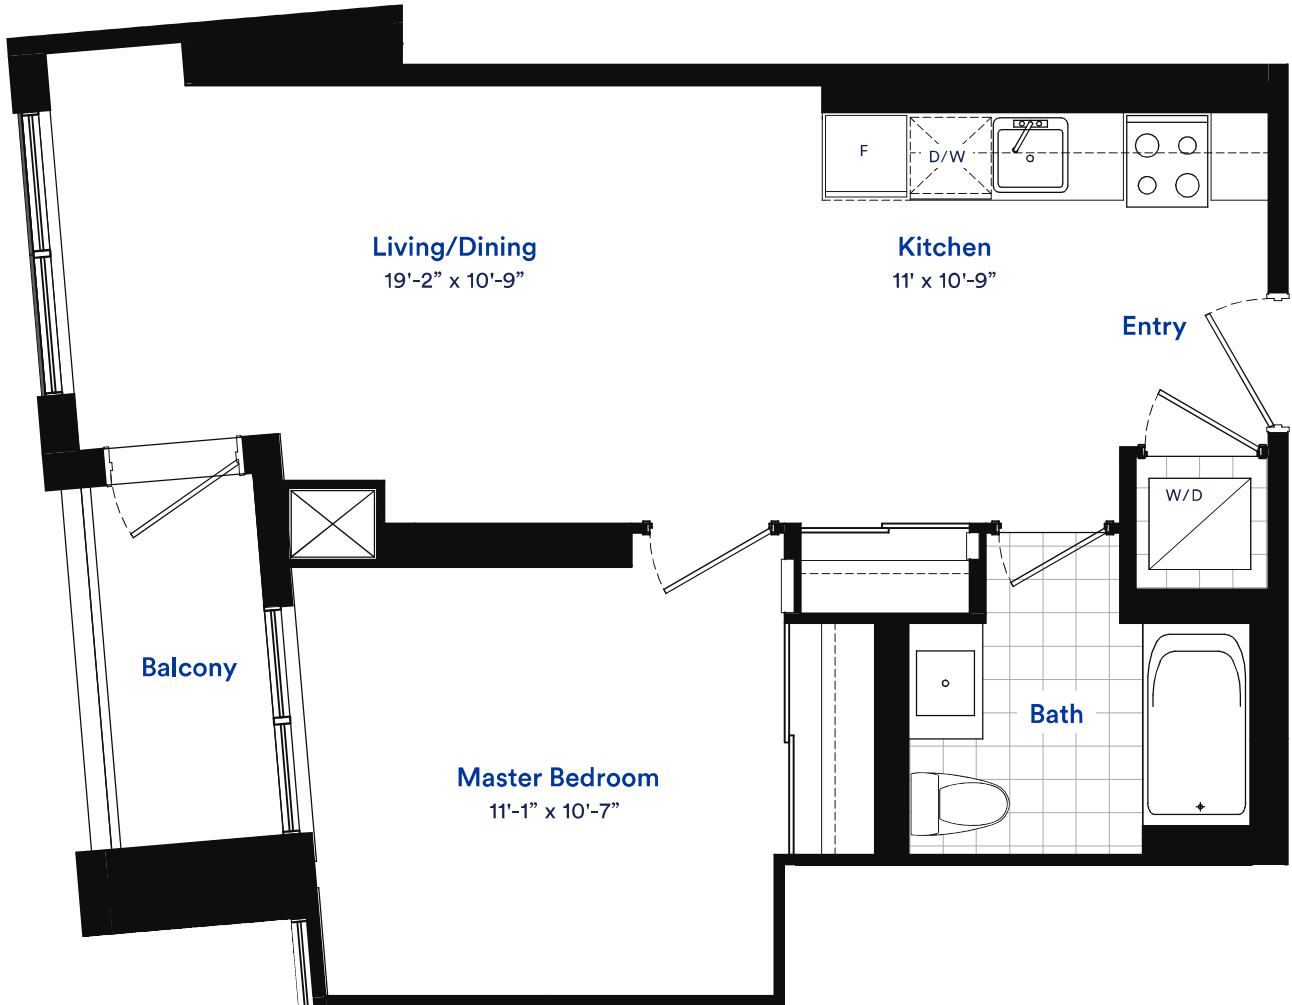 F
D/W
Living/Dining
19'-2” x 10'-9”
Kitchen
11' x 10'-9”
Entry
W/D
Balcony
Bath
Master Bedroom
11'-1” x 10'-7”